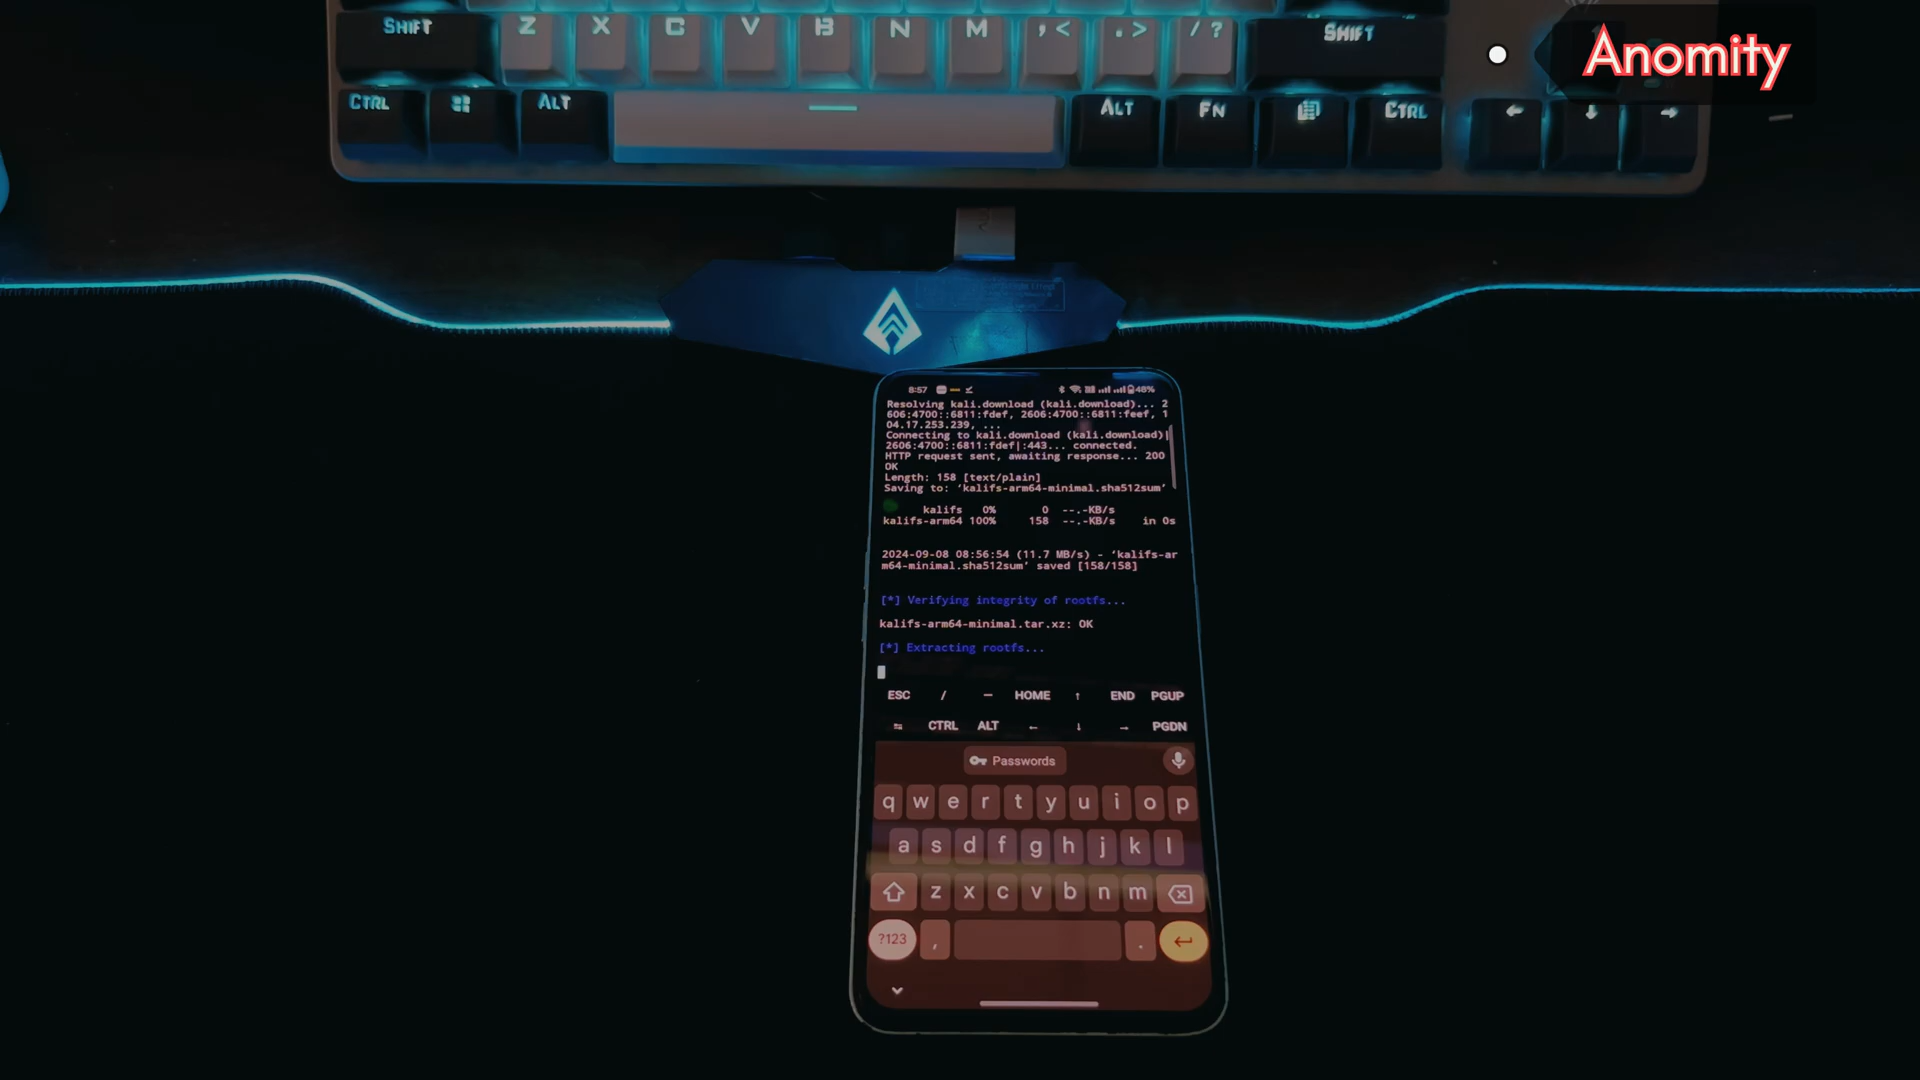 SHIFT Z X C V B N M , < . > / ? SHIFT
CTRL ALT ALT FN CTRL ← ↓ →
Anomity
8:57 48%
Resolving kali.download (kali.download)... 2
606:4700::6811:fdef, 2606:4700::6811:feef, 1
04.17.253.239, ...
Connecting to kali.download (kali.download)|
2606:4700::6811:fdef|:443... connected.
HTTP request sent, awaiting response... 200
OK
Length: 158 [text/plain]
Saving to: ‘kalifs-arm64-minimal.sha512sum’
kalifs 0% 0 --.-KB/s
kalifs-arm64 100% 158 --.-KB/s in 0s
2024-09-08 08:56:54 (11.7 MB/s) - ‘kalifs-ar
m64-minimal.sha512sum’ saved [158/158]
[*] Verifying integrity of rootfs...
kalifs-arm64-minimal.tar.xz: OK
[*] Extracting rootfs...
ESC / — HOME ↑ END PGUP
CTRL ALT ← ↓ → PGDN
Passwords
q w e r t y u i o p
a s d f g h j k l
z x c v b n m
?123 , .